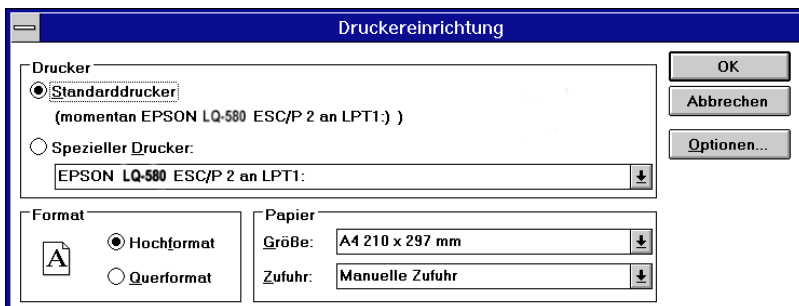 Druckereinrichtung
Drucker
Standarddrucker
(momentan EPSON LQ-580 ESC/P 2 an LPT1:) )
Spezieller Drucker:
EPSON LQ-580 ESC/P 2 an LPT1:
OK
Abbrechen
Optionen...
Format
A
Hochformat
Querformat
Papier
Größe: A4 210 x 297 mm
Zufuhr: Manuelle Zufuhr